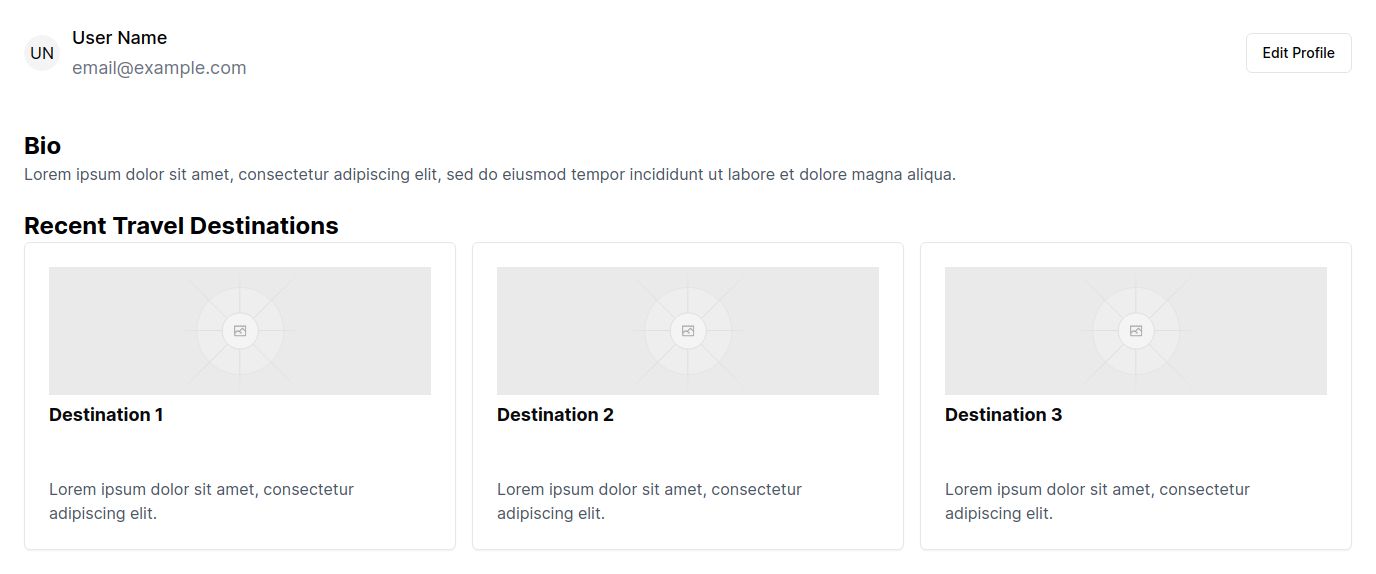 UN
User Name
email@example.com
Edit Profile
Bio
Lorem ipsum dolor sit amet, consectetur adipiscing elit, sed do eiusmod tempor incididunt ut labore et dolore magna aliqua.
Recent Travel Destinations
Destination 1
Lorem ipsum dolor sit amet, consectetur
adipiscing elit.
Destination 2
Lorem ipsum dolor sit amet, consectetur
adipiscing elit.
Destination 3
Lorem ipsum dolor sit amet, consectetur
adipiscing elit.